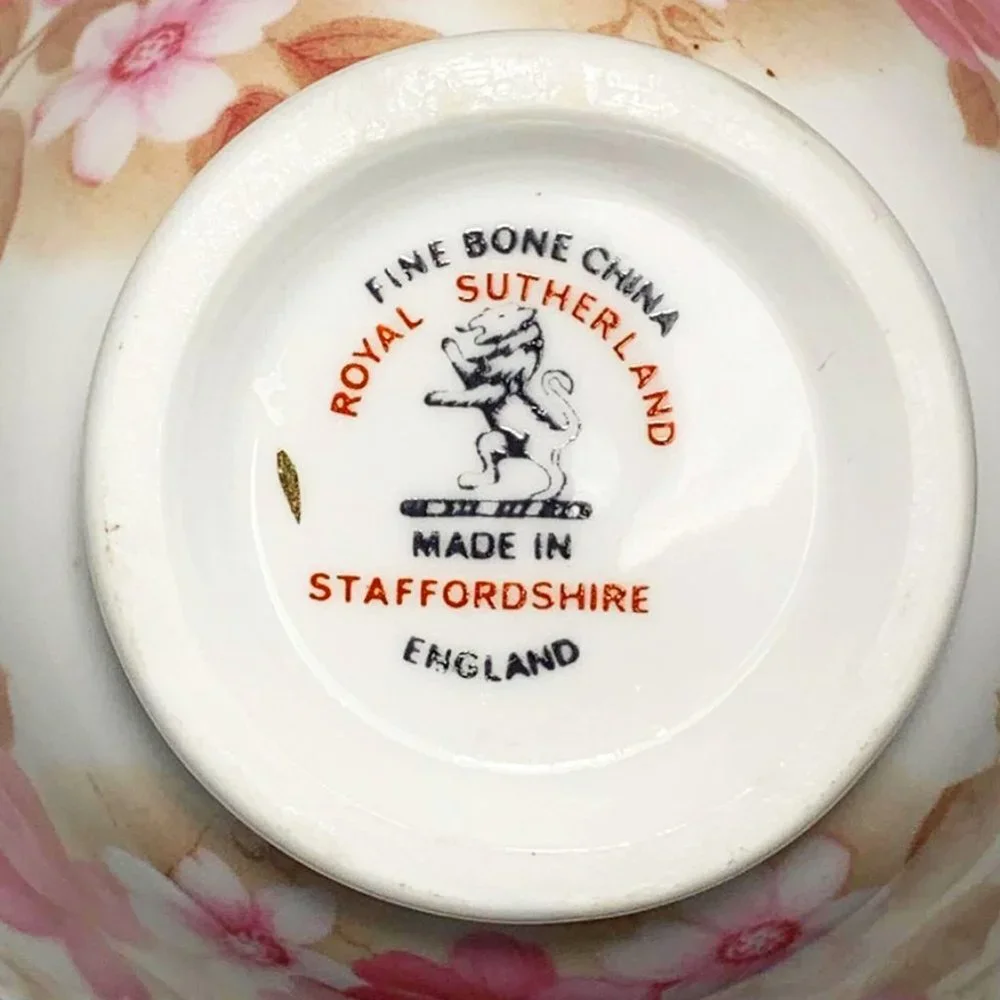 FINE BONE CHINA
ROYAL SUTHERLAND
MADE IN
STAFFORDSHIRE
ENGLAND